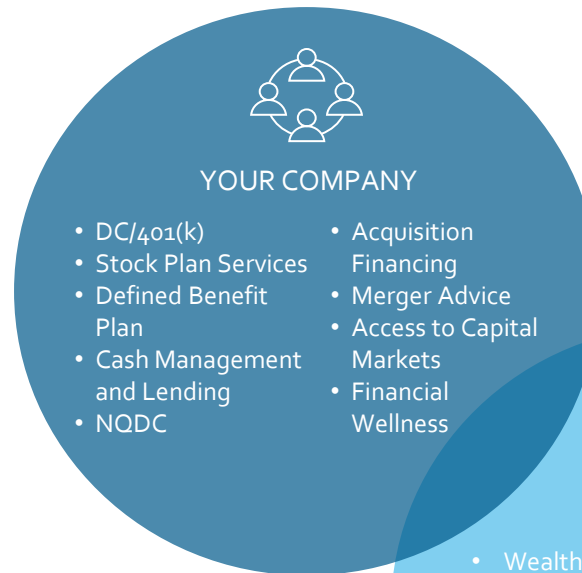 YOUR COMPANY
• DC/401(k)
• Stock Plan Services
• Defined Benefit
Plan
• Cash Management
and Lending
• NQDC
• Acquisition
Financing
• Merger Advice
• Access to Capital
Markets
• Financial
Wellness
• Wealth